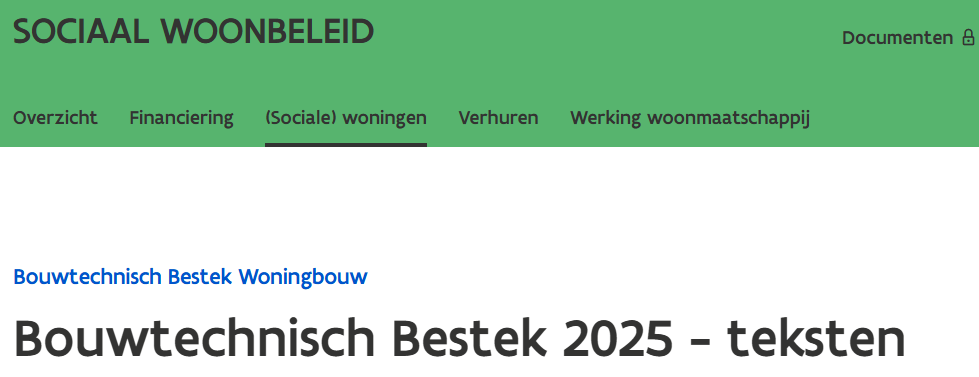 SOCIAAL WOONBELEID
Documenten
Overzicht Financiering (Sociale) woningen Verhuren Werking woonmaatschappij
Bouwtechnisch Bestek Woningbouw
Bouwtechnisch Bestek 2025 - teksten